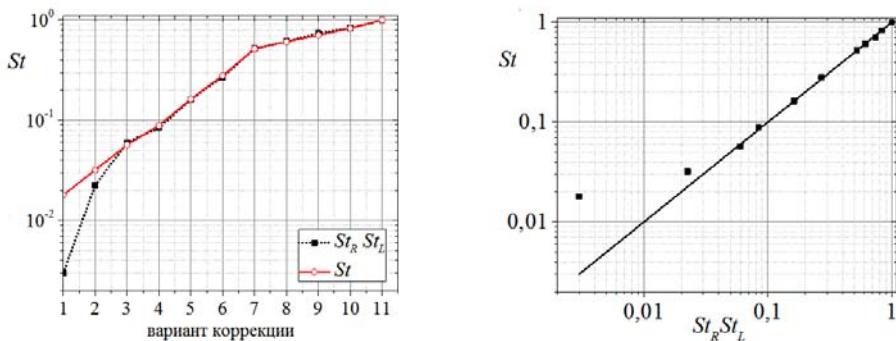 St
10⁰
10⁻¹
10⁻²
1 2 3 4 5 6 7 8 9 10 11
вариант коррекции
St_R St_L
St
St
1
0,1
0,01
0,01 0,1 1
St_R St_L